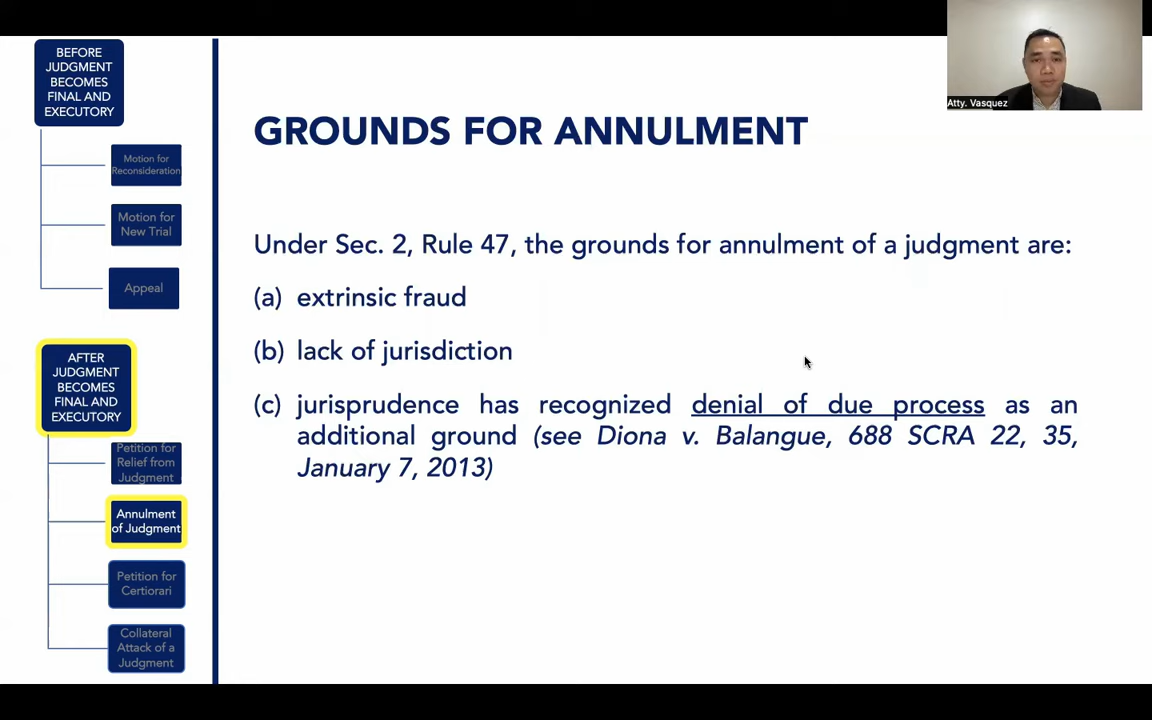 BEFORE
JUDGMENT
BECOMES
FINAL AND
EXECUTORY
Motion for
Reconsideration
Motion for
New Trial
Appeal
AFTER
JUDGMENT
BECOMES
FINAL AND
EXECUTORY
Petition for
Relief from
Judgment
Annulment
of Judgment
Petition for
Certiorari
Collateral
Attack of a
Judgment
GROUNDS FOR ANNULMENT
Under Sec. 2, Rule 47, the grounds for annulment of a judgment are:
(a) extrinsic fraud
(b) lack of jurisdiction
(c) jurisprudence has recognized denial of due process as an
additional ground (see Diona v. Balangue, 688 SCRA 22, 35,
January 7, 2013)
Atty. Vasquez